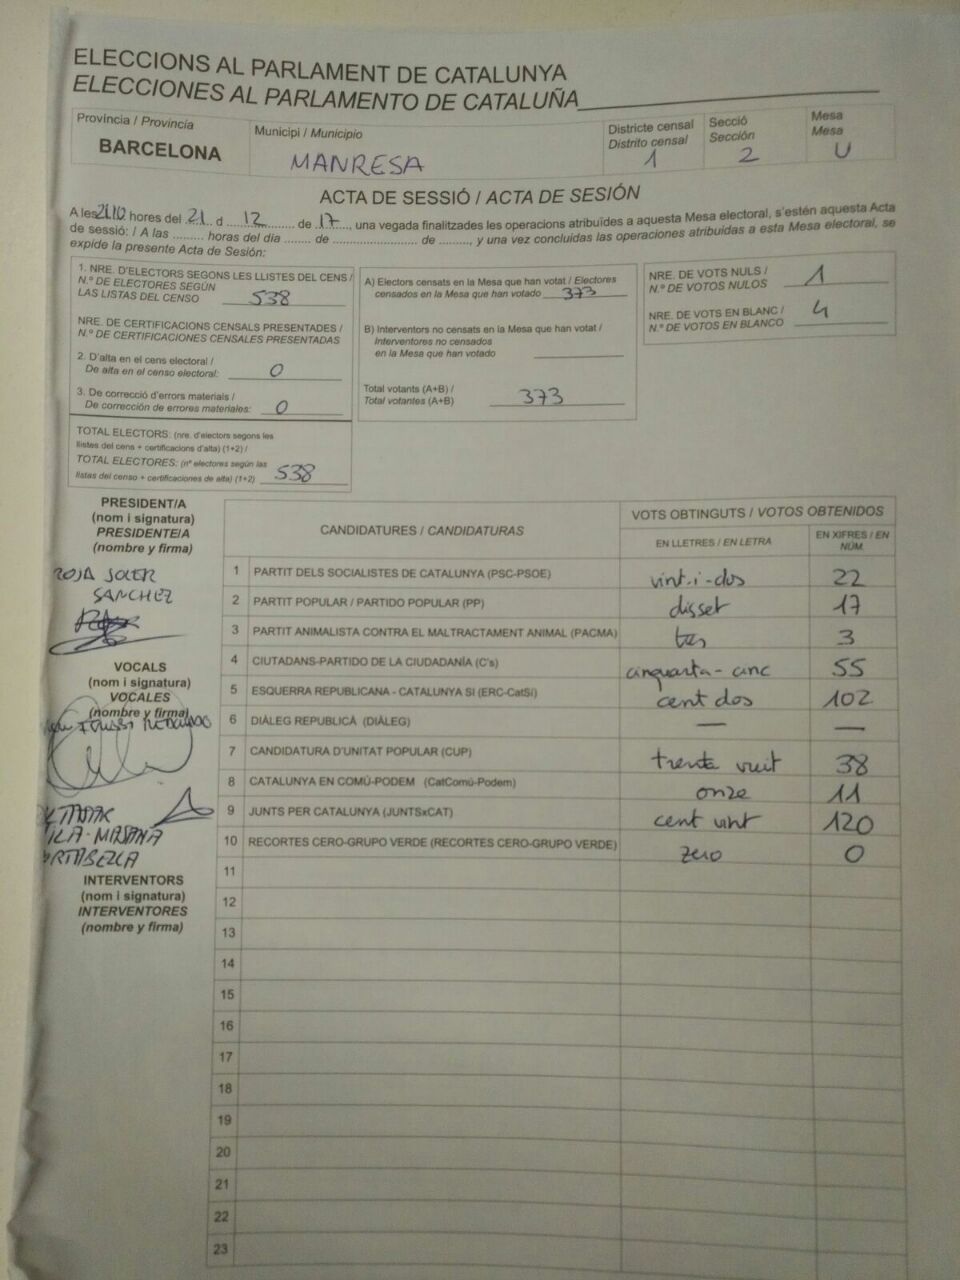 ELECCIONS AL PARLAMENT DE CATALUNYA
ELECCIONES AL PARLAMENTO DE CATALUÑA
Província / Provincia
BARCELONA
Municipi / Municipio
MANRESA
Districte censal
Distrito censal
1
Secció
Sección
2
Mesa
Mesa
U
ACTA DE SESSIÓ / ACTA DE SESIÓN
A les 21,10 hores del 21 d 12 de 17, una vegada finalitzades les operacions atribuïdes a aquesta Mesa electoral, s'estén aquesta Acta
de sessió: / A las ......... horas del día ....... de ...................... de ........., y una vez concluidas las operaciones atribuidas a esta Mesa electoral, se
expide la presente Acta de Sesión:
1. NRE. D'ELECTORS SEGONS LES LLISTES DEL CENS /
N.º DE ELECTORES SEGÚN
LAS LISTAS DEL CENSO 538
NRE. DE CERTIFICACIONS CENSALS PRESENTADES /
N.º DE CERTIFICACIONES CENSALES PRESENTADAS
2. D'alta en el cens electoral /
De alta en el censo electoral: 0
3. De correcció d'errors materials /
De corrección de errores materiales: 0
TOTAL ELECTORS: (nre. d'electors segons les
llistes del cens + certificacions d'alta) (1+2) /
TOTAL ELECTORES: (nº electores según las
listas del censo + certificaciones de alta) (1+2) 538
A) Electors censats en la Mesa que han votat / Electores
censados en la Mesa que han votado 373
B) Interventors no censats en la Mesa que han votat /
Interventores no censados
en la Mesa que han votado
Total votants (A+B) /
Total votantes (A+B) 373
NRE. DE VOTS NULS /
N.º DE VOTOS NULOS 1
NRE. DE VOTS EN BLANC /
N.º DE VOTOS EN BLANCO 4
PRESIDENT/A
(nom i signatura)
PRESIDENTE/A
(nombre y firma)
SOLER
SANCHEZ
VOCALS
(nom i signatura)
VOCALES
(nombre y firma)
INTERVENTORS
(nom i signatura)
INTERVENTORES
(nombre y firma)
CANDIDATURES / CANDIDATURAS
VOTS OBTINGUTS / VOTOS OBTENIDOS
EN LLETRES / EN LETRA
EN XIFRES / EN
NÚM.
1 PARTIT DELS SOCIALISTES DE CATALUNYA (PSC-PSOE) vint-i-dos 22
2 PARTIT POPULAR / PARTIDO POPULAR (PP) disset 17
3 PARTIT ANIMALISTA CONTRA EL MALTRACTAMENT ANIMAL (PACMA) tres 3
4 CIUTADANS-PARTIDO DE LA CIUDADANÍA (C's) cinquanta-cinc 55
5 ESQUERRA REPUBLICANA - CATALUNYA SÍ (ERC-CatSí) cent dos 102
6 DIÀLEG REPUBLICÀ (DIÀLEG) — —
7 CANDIDATURA D'UNITAT POPULAR (CUP) trenta vuit 38
8 CATALUNYA EN COMÚ-PODEM (CatComú-Podem) onze 11
9 JUNTS PER CATALUNYA (JUNTSxCAT) cent vint 120
10 RECORTES CERO-GRUPO VERDE (RECORTES CERO-GRUPO VERDE) zero 0
11
12
13
14
15
16
17
18
19
20
21
22
23